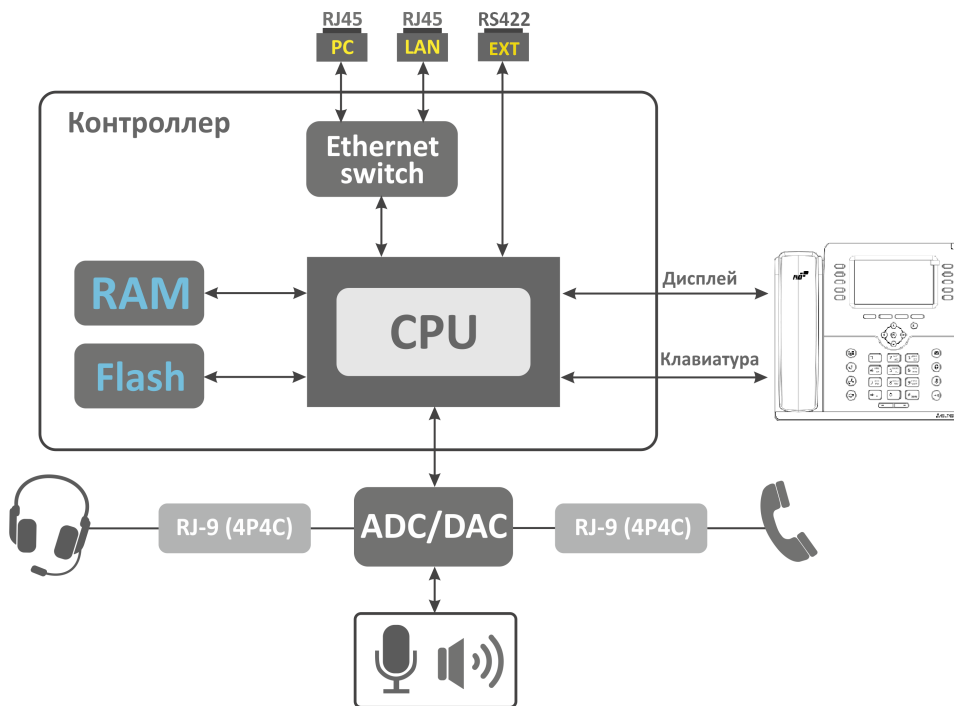 RJ45
RJ45
RS422
PC
LAN
EXT
Контроллер
Ethernet
switch
RAM
CPU
Flash
Дисплей
Клавиатура
RJ-9 (4P4C)
ADC/DAC
RJ-9 (4P4C)